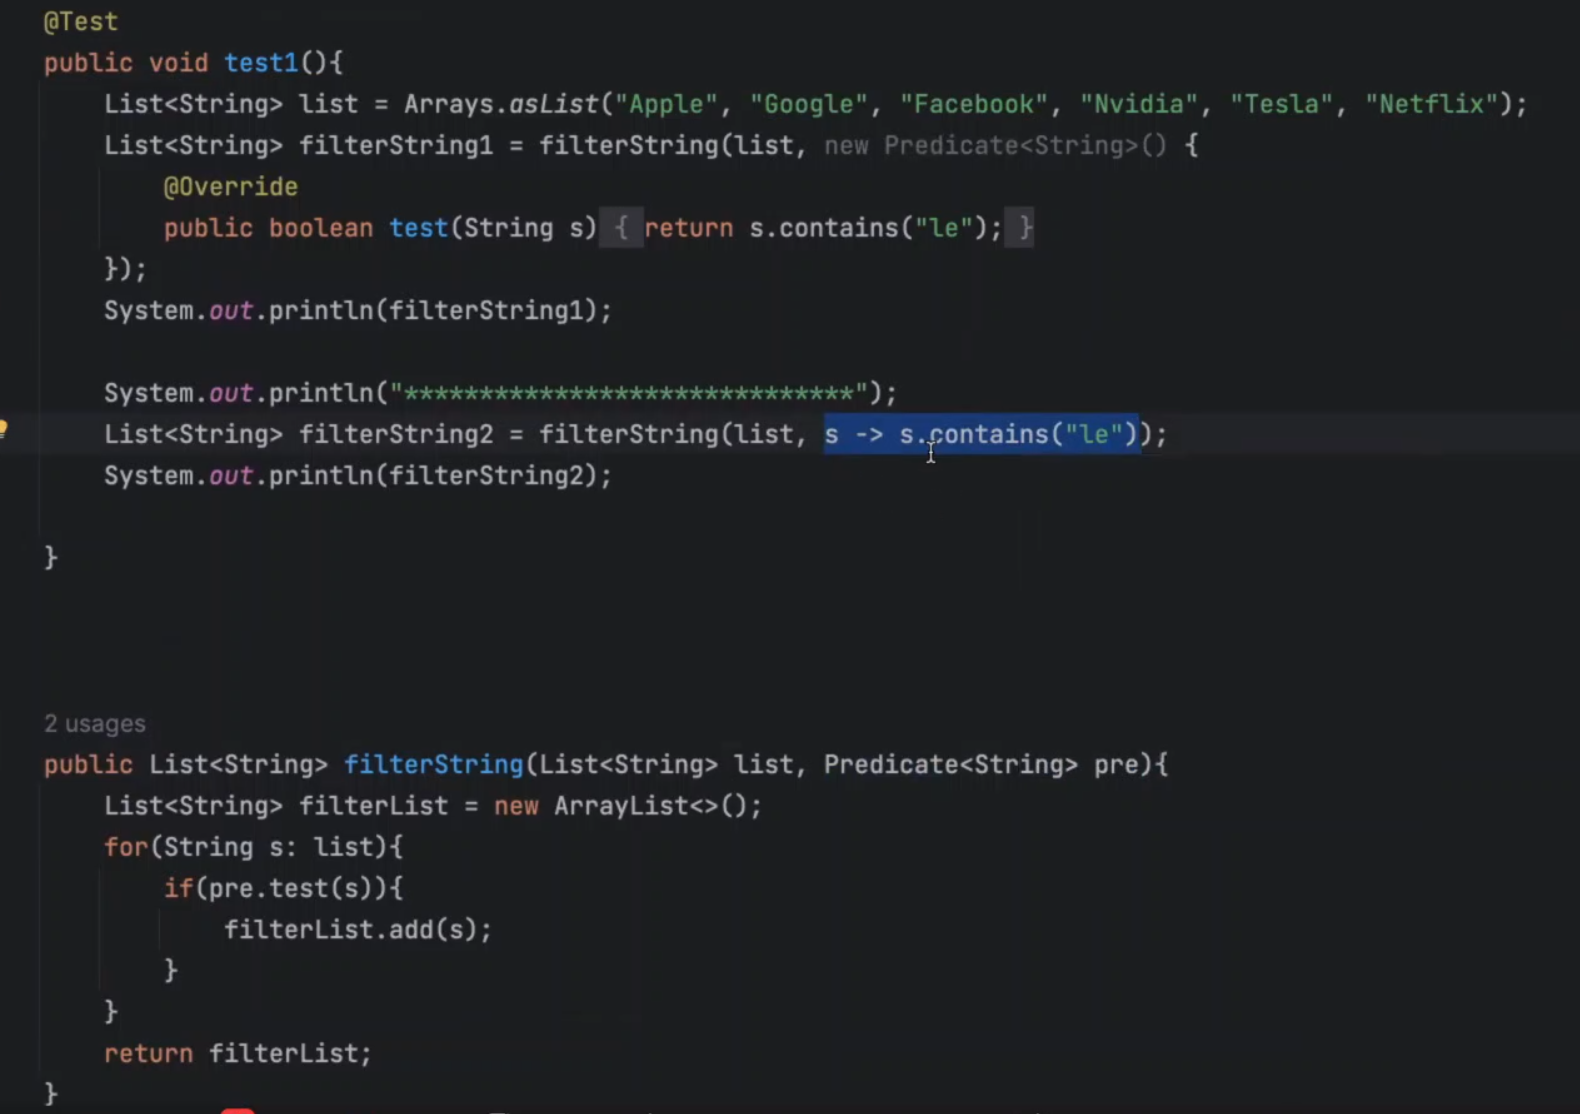 @Test
public void test1(){
List<String> list = Arrays.asList("Apple", "Google", "Facebook", "Nvidia", "Tesla", "Netflix");
List<String> filterString1 = filterString(list, new Predicate<String>() {
@Override
public boolean test(String s) { return s.contains("le"); }
});
System.out.println(filterString1);
System.out.println("******************************");
List<String> filterString2 = filterString(list, s -> s.contains("le"));
System.out.println(filterString2);
}
2 usages
public List<String> filterString(List<String> list, Predicate<String> pre){
List<String> filterList = new ArrayList<>();
for(String s: list){
if(pre.test(s)){
filterList.add(s);
}
}
return filterList;
}